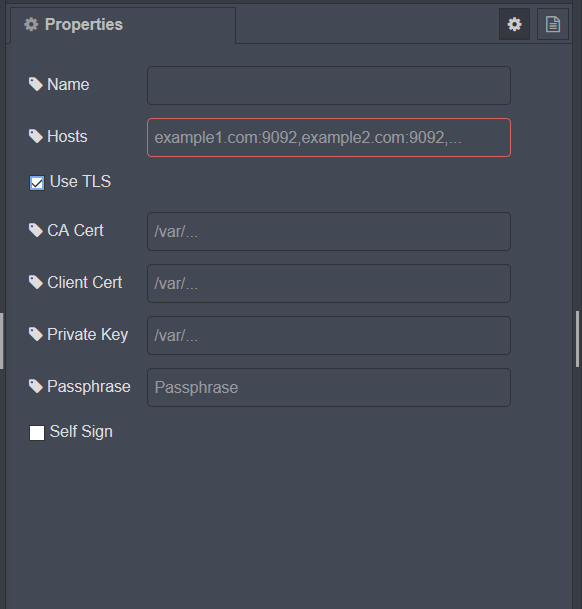 Properties
Name
Hosts example1.com:9092,example2.com:9092,...
Use TLS
CA Cert /var/...
Client Cert /var/...
Private Key /var/...
Passphrase Passphrase
Self Sign